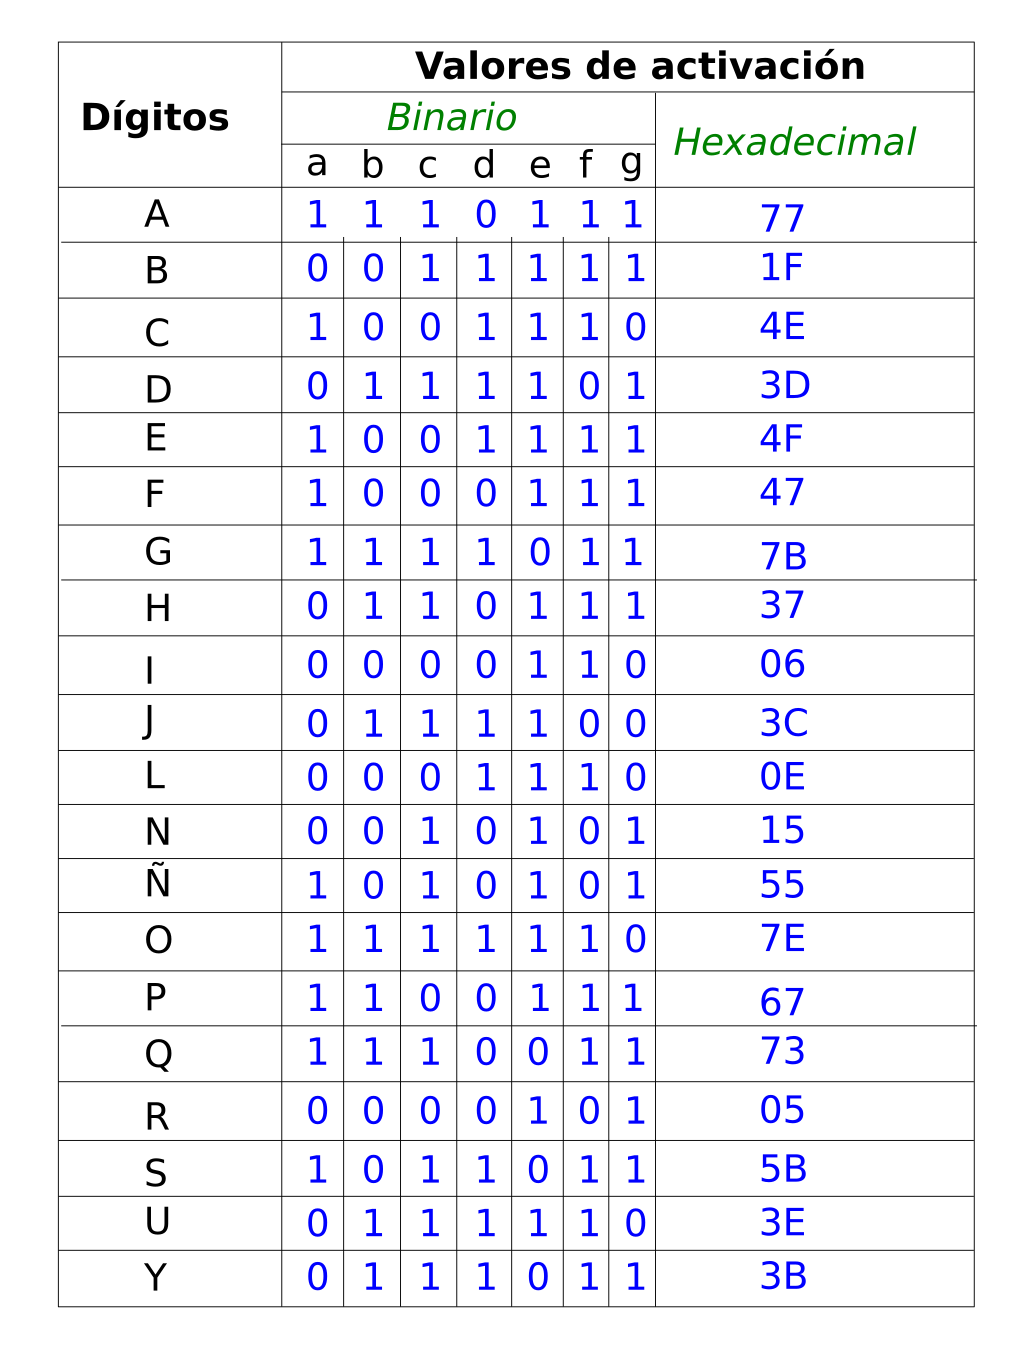 Valores de activación
Dígitos
Binario
Hexadecimal
a b c d e f g
A 1 1 1 0 1 1 1 77
B 0 0 1 1 1 1 1 1F
C 1 0 0 1 1 1 0 4E
D 0 1 1 1 1 0 1 3D
E 1 0 0 1 1 1 1 4F
F 1 0 0 0 1 1 1 47
G 1 1 1 1 0 1 1 7B
H 0 1 1 0 1 1 1 37
I 0 0 0 0 1 1 0 06
J 0 1 1 1 1 0 0 3C
L 0 0 0 1 1 1 0 0E
N 0 0 1 0 1 0 1 15
Ñ 1 0 1 0 1 0 1 55
O 1 1 1 1 1 1 0 7E
P 1 1 0 0 1 1 1 67
Q 1 1 1 0 0 1 1 73
R 0 0 0 0 1 0 1 05
S 1 0 1 1 0 1 1 5B
U 0 1 1 1 1 1 0 3E
Y 0 1 1 1 0 1 1 3B